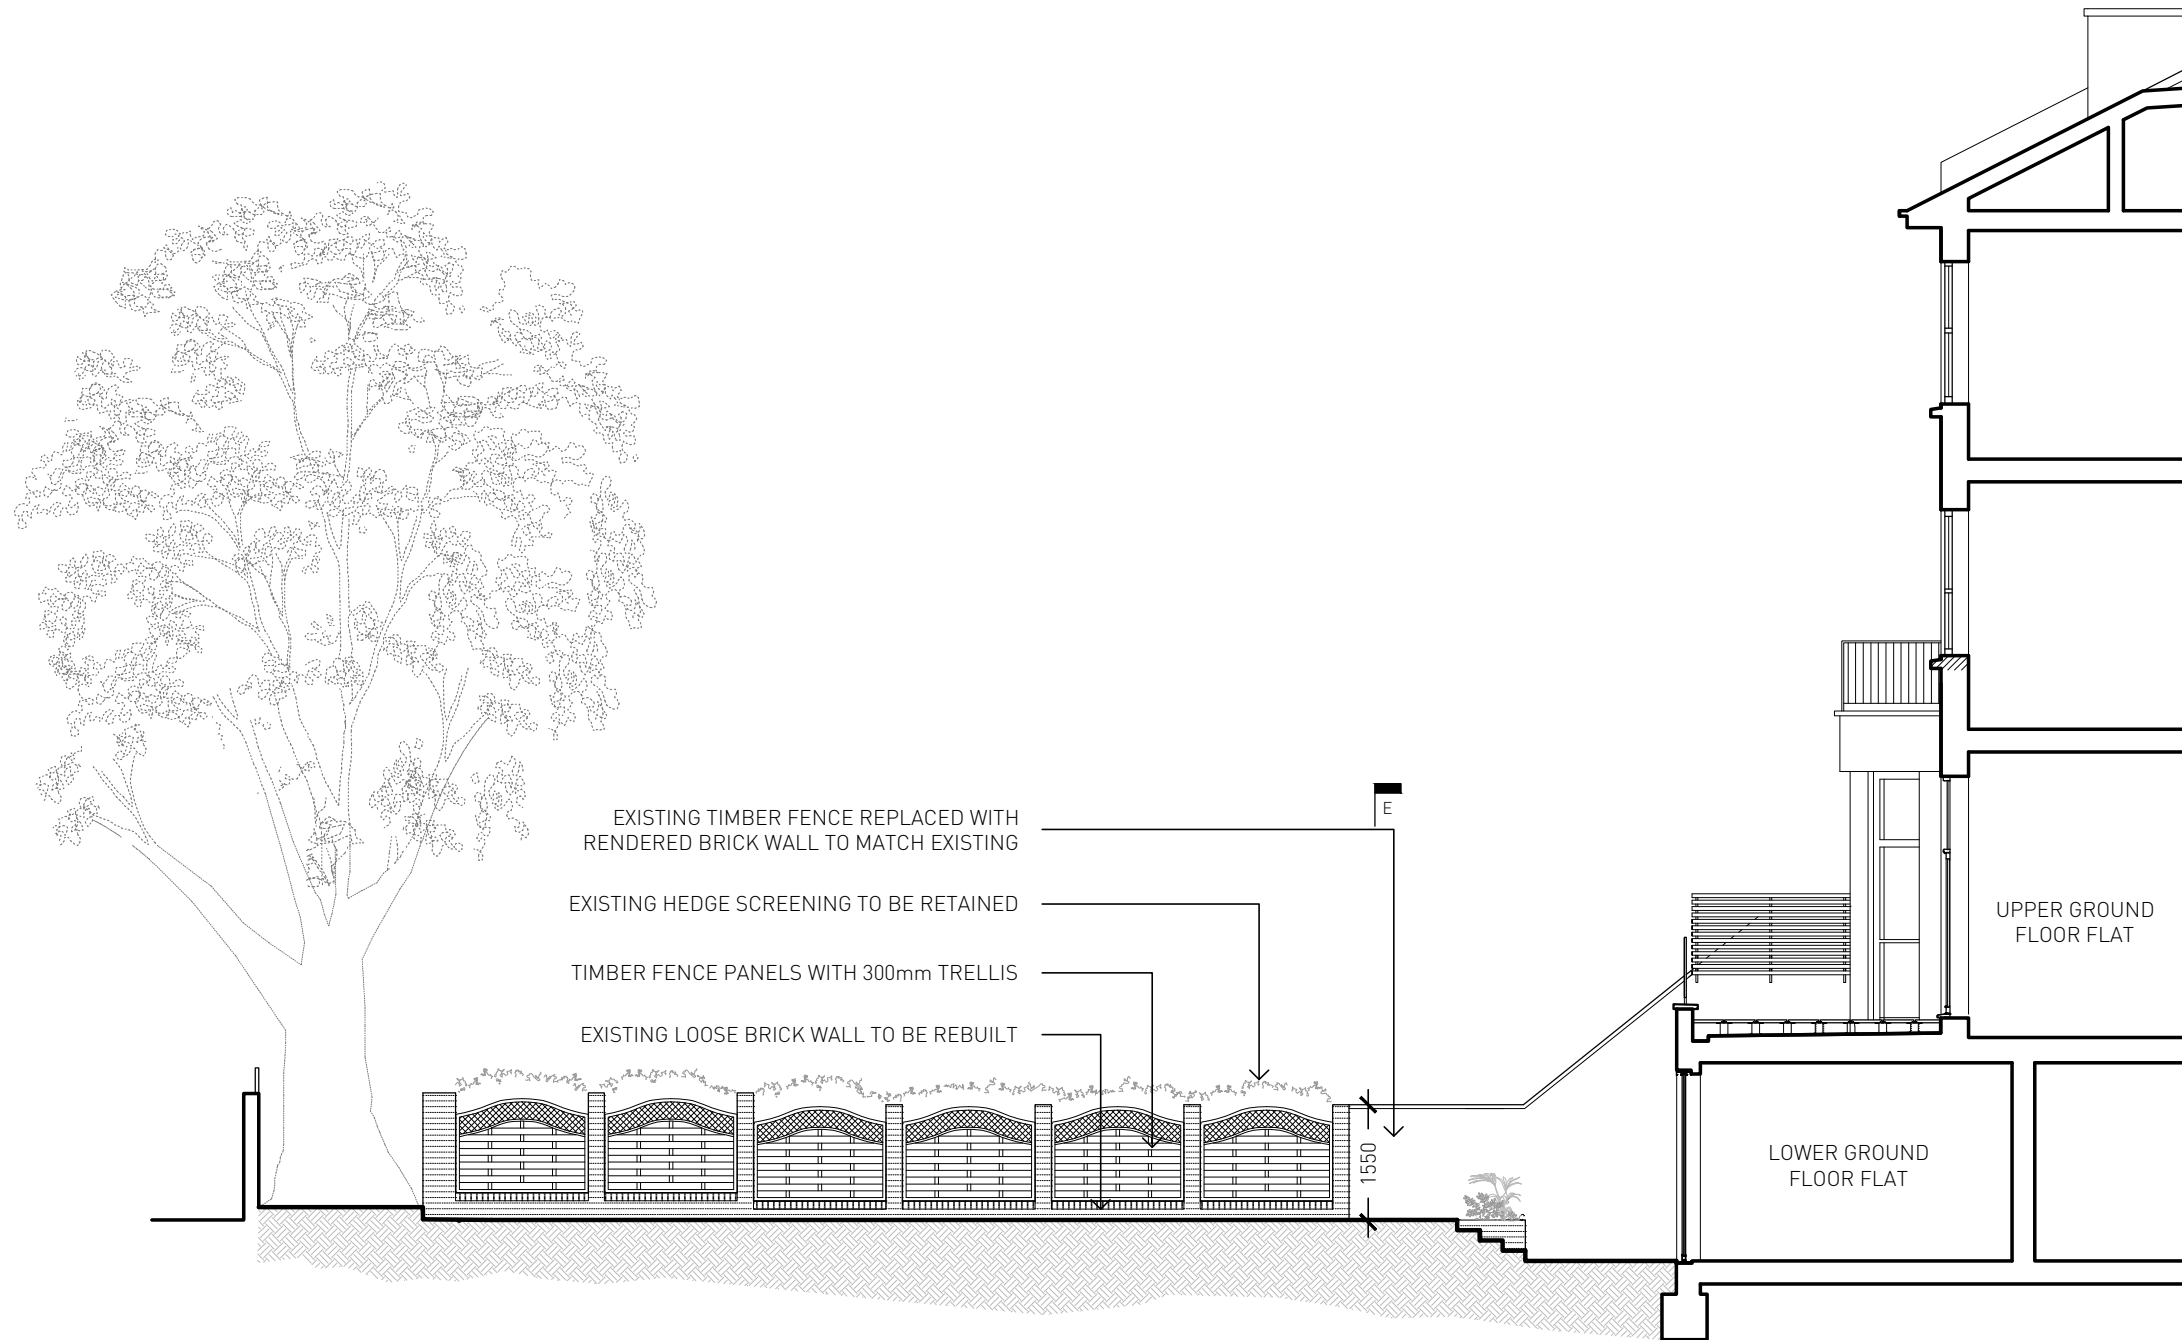 EXISTING TIMBER FENCE REPLACED WITH
RENDERED BRICK WALL TO MATCH EXISTING
E
EXISTING HEDGE SCREENING TO BE RETAINED
TIMBER FENCE PANELS WITH 300mm TRELLIS
EXISTING LOOSE BRICK WALL TO BE REBUILT
1550
UPPER GROUND
FLOOR FLAT
LOWER GROUND
FLOOR FLAT